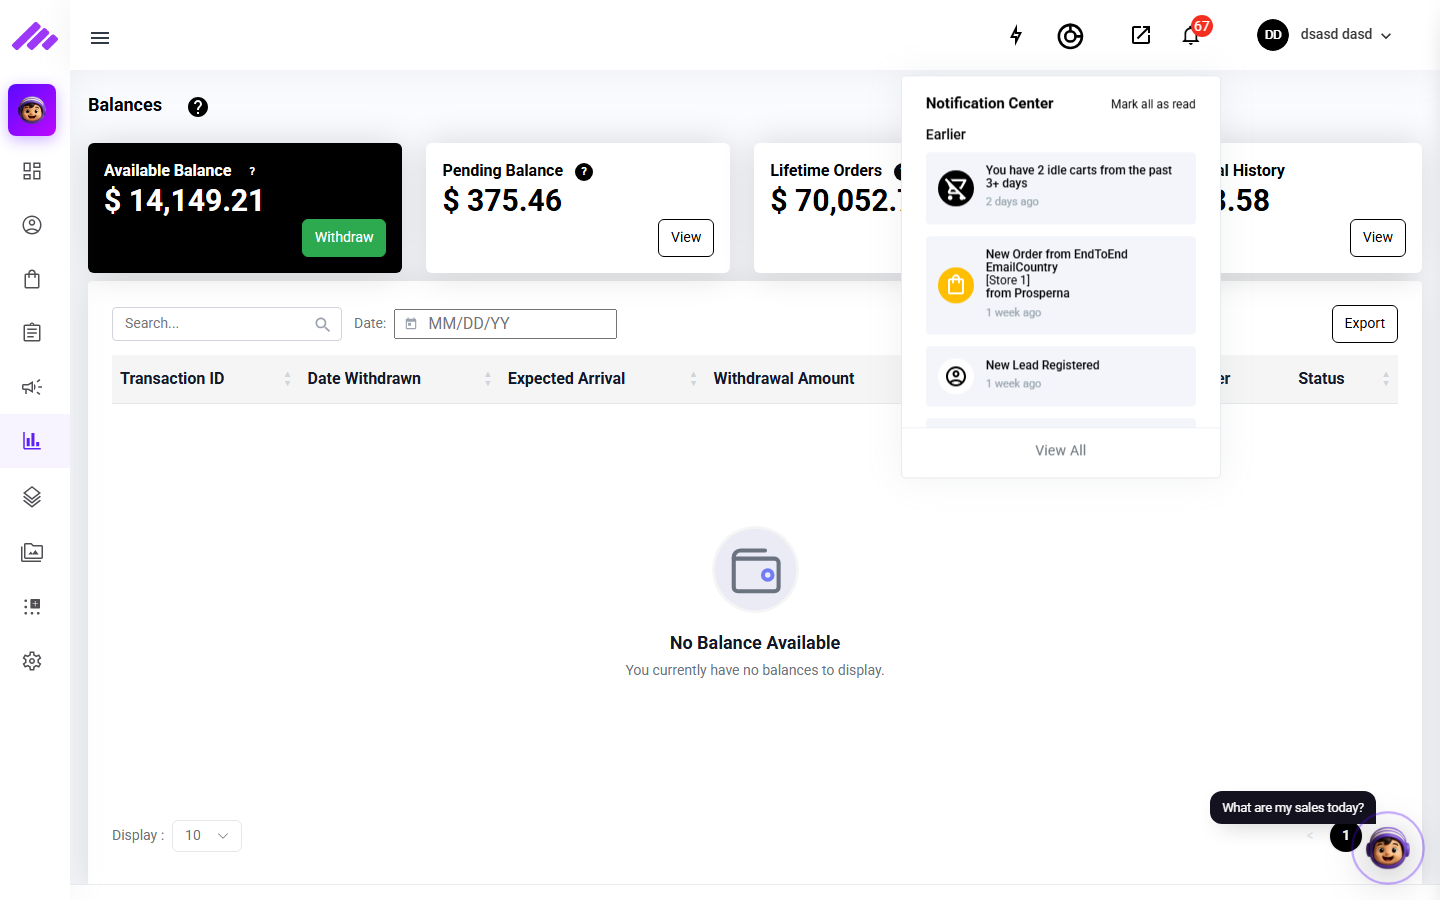 67
DD
dsasd dasd
Balances
?
Notification Center
Mark all as read
Earlier
You have 2 idle carts from the past
3+ days
2 days ago
New Order from EndToEnd
EmailCountry
[Store 1]
from Prosperna
1 week ago
New Lead Registered
1 week ago
View All
Available Balance ?
$ 14,149.21
Withdraw
Pending Balance ?
$ 375.46
View
Lifetime Orders
$ 70,052.
al History
.58
View
Search...
Date:
MM/DD/YY
Export
Transaction ID
Date Withdrawn
Expected Arrival
Withdrawal Amount
er
Status
No Balance Available
You currently have no balances to display.
What are my sales today?
Display :
10
<
1